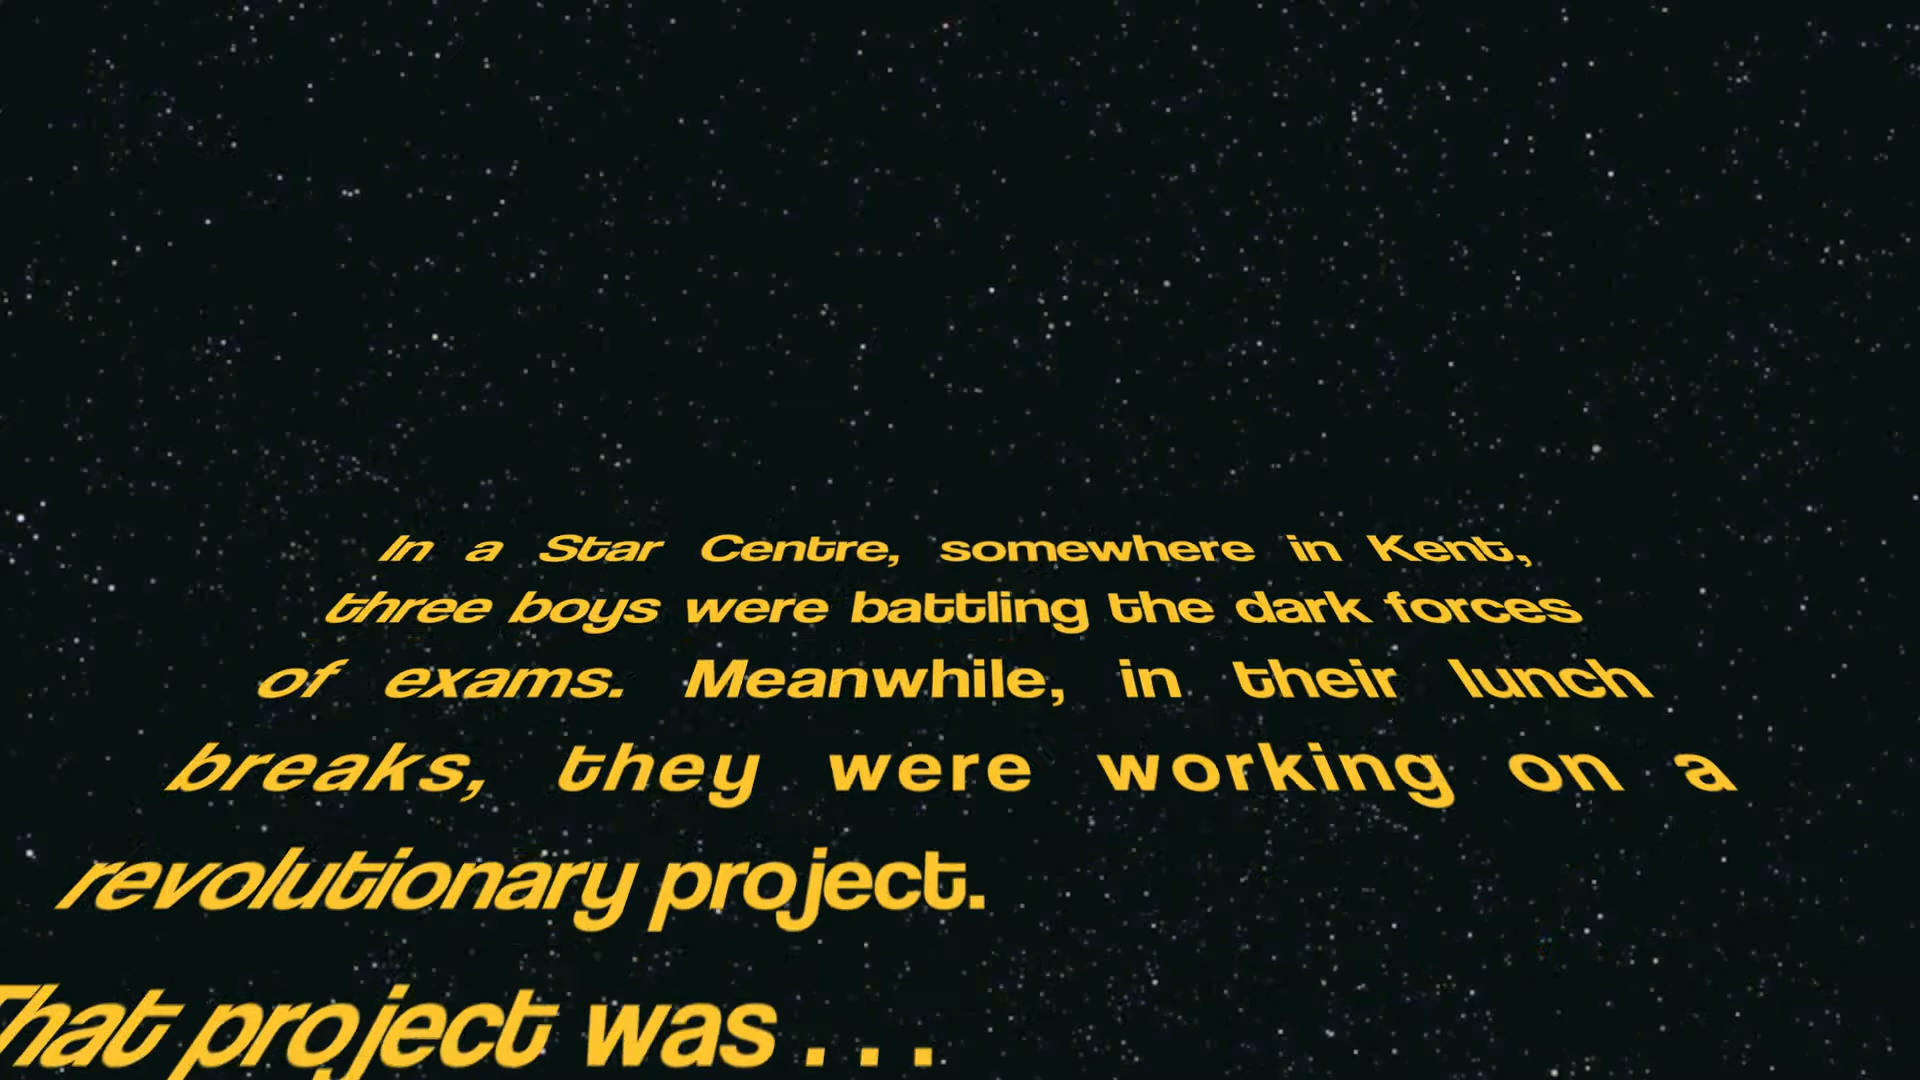 In a Star Centre, somewhere in Kent,
three boys were battling the dark forces
of exams. Meanwhile, in their lunch
breaks, they were working on a
revolutionary project.
That project was . . .